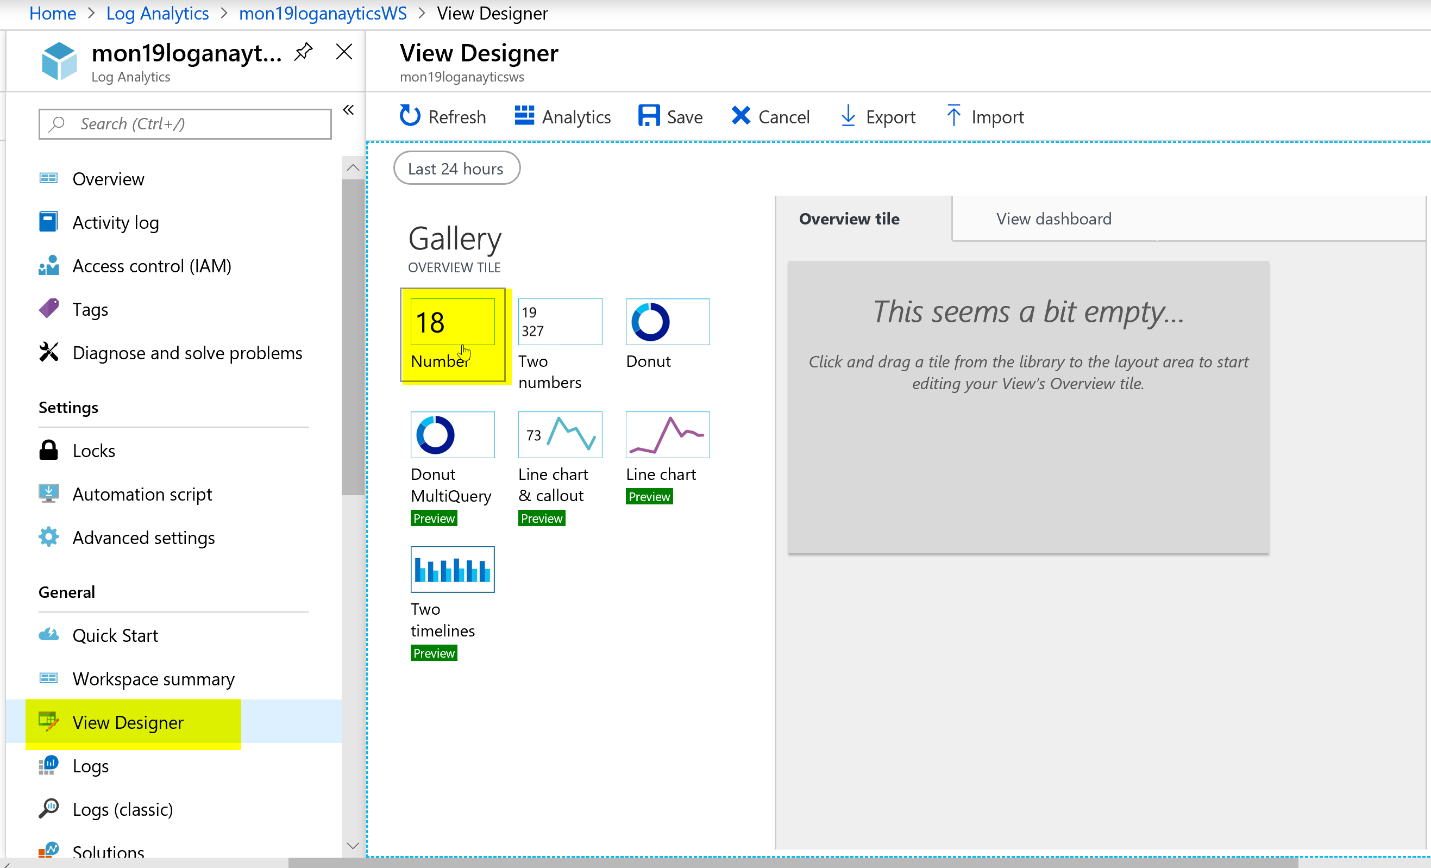 Home > Log Analytics > mon19loganayticsWS > View Designer
mon19loganayt...
Log Analytics
Search (Ctrl+/)
Overview
Activity log
Access control (IAM)
Tags
Diagnose and solve problems
Settings
Locks
Automation script
Advanced settings
General
Quick Start
Workspace summary
View Designer
Logs
Logs (classic)
Solutions
View Designer
mon19loganayticsws
Refresh
Analytics
Save
Cancel
Export
Import
Last 24 hours
Gallery
OVERVIEW TILE
18
Number
19
327
Two
numbers
Donut
Donut
MultiQuery
Preview
73
Line chart
& callout
Preview
Line chart
Preview
Two
timelines
Preview
Overview tile
View dashboard
This seems a bit empty...
Click and drag a tile from the library to the layout area to start
editing your View's Overview tile.